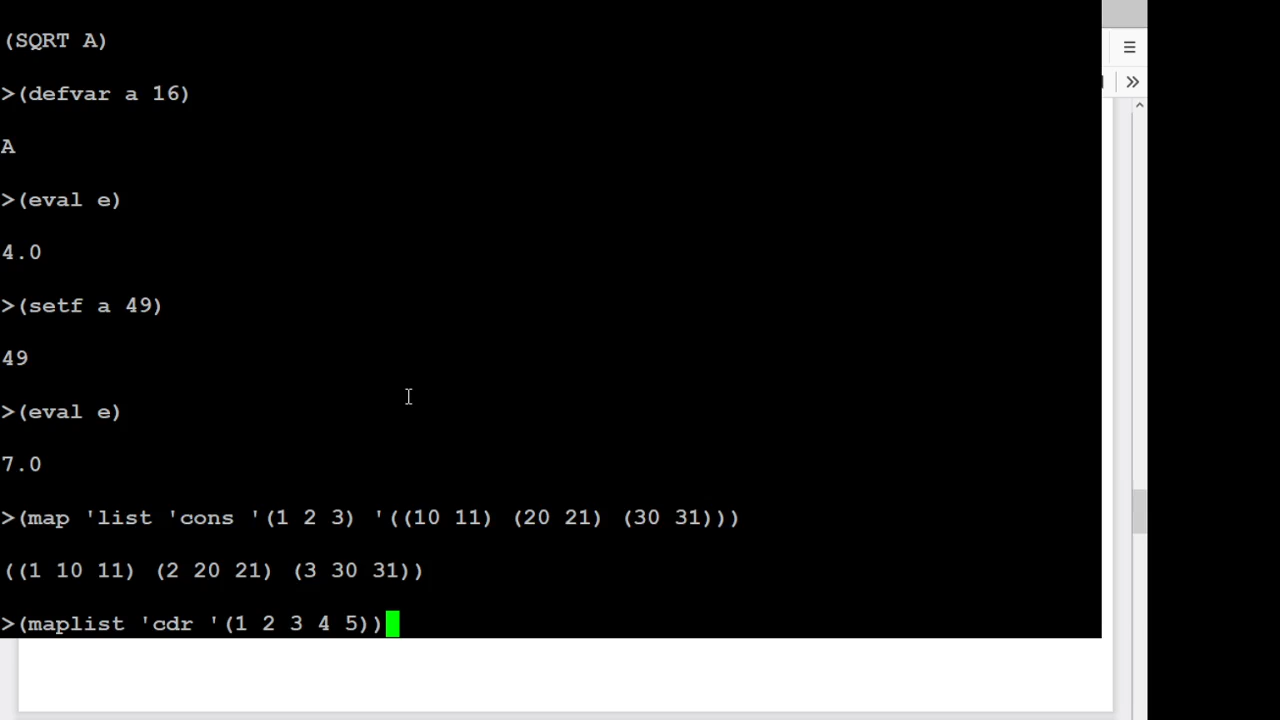 (SQRT A)
>(defvar a 16)
A
>(eval e)
4.0
>(setf a 49)
49
>(eval e)
7.0
>(map 'list 'cons '(1 2 3) '((10 11) (20 21) (30 31)))
((1 10 11) (2 20 21) (3 30 31))
>(maplist 'cdr '(1 2 3 4 5))